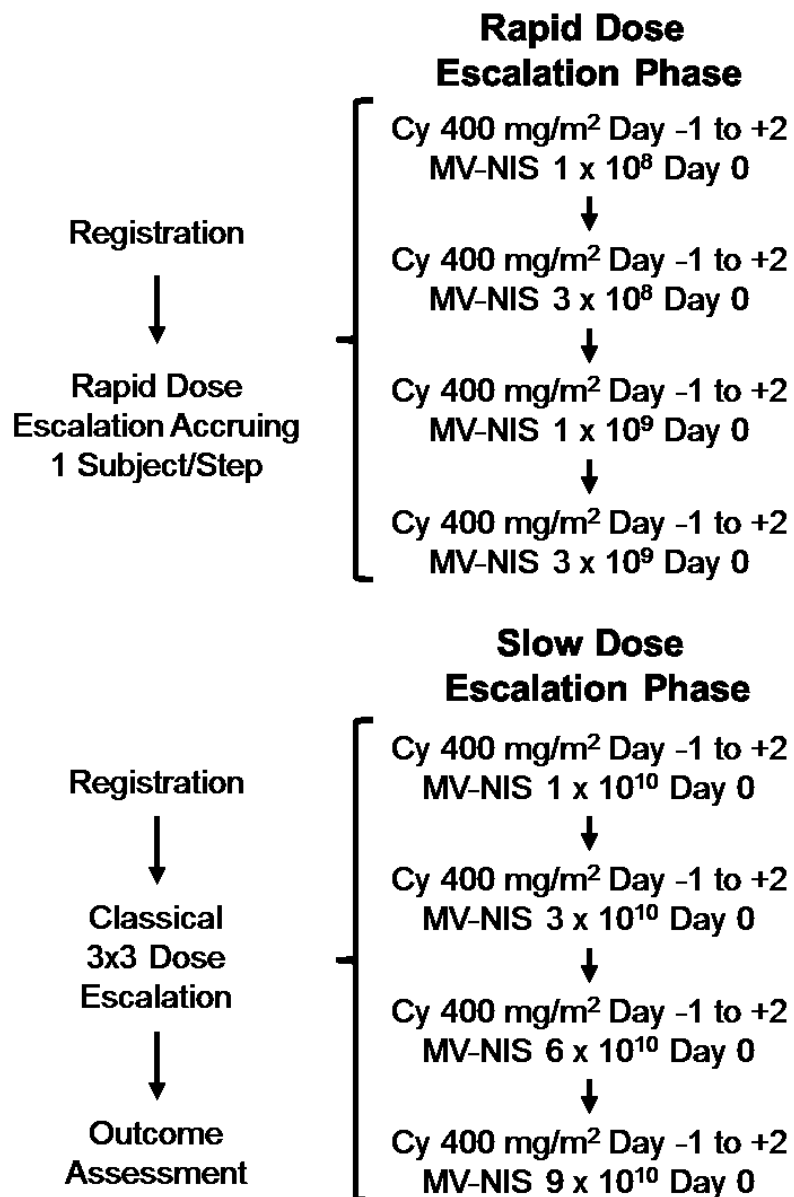 Rapid Dose
Escalation Phase
Registration
Rapid Dose
Escalation Accruing
1 Subject/Step
Cy 400 mg/m² Day -1 to +2
MV-NIS 1 x 10⁸ Day 0
Cy 400 mg/m² Day -1 to +2
MV-NIS 3 x 10⁸ Day 0
Cy 400 mg/m² Day -1 to +2
MV-NIS 1 x 10⁹ Day 0
Cy 400 mg/m² Day -1 to +2
MV-NIS 3 x 10⁹ Day 0
Slow Dose
Escalation Phase
Registration
Classical
3x3 Dose
Escalation
Outcome
Assessment
Cy 400 mg/m² Day -1 to +2
MV-NIS 1 x 10¹⁰ Day 0
Cy 400 mg/m² Day -1 to +2
MV-NIS 3 x 10¹⁰ Day 0
Cy 400 mg/m² Day -1 to +2
MV-NIS 6 x 10¹⁰ Day 0
Cy 400 mg/m² Day -1 to +2
MV-NIS 9 x 10¹⁰ Day 0